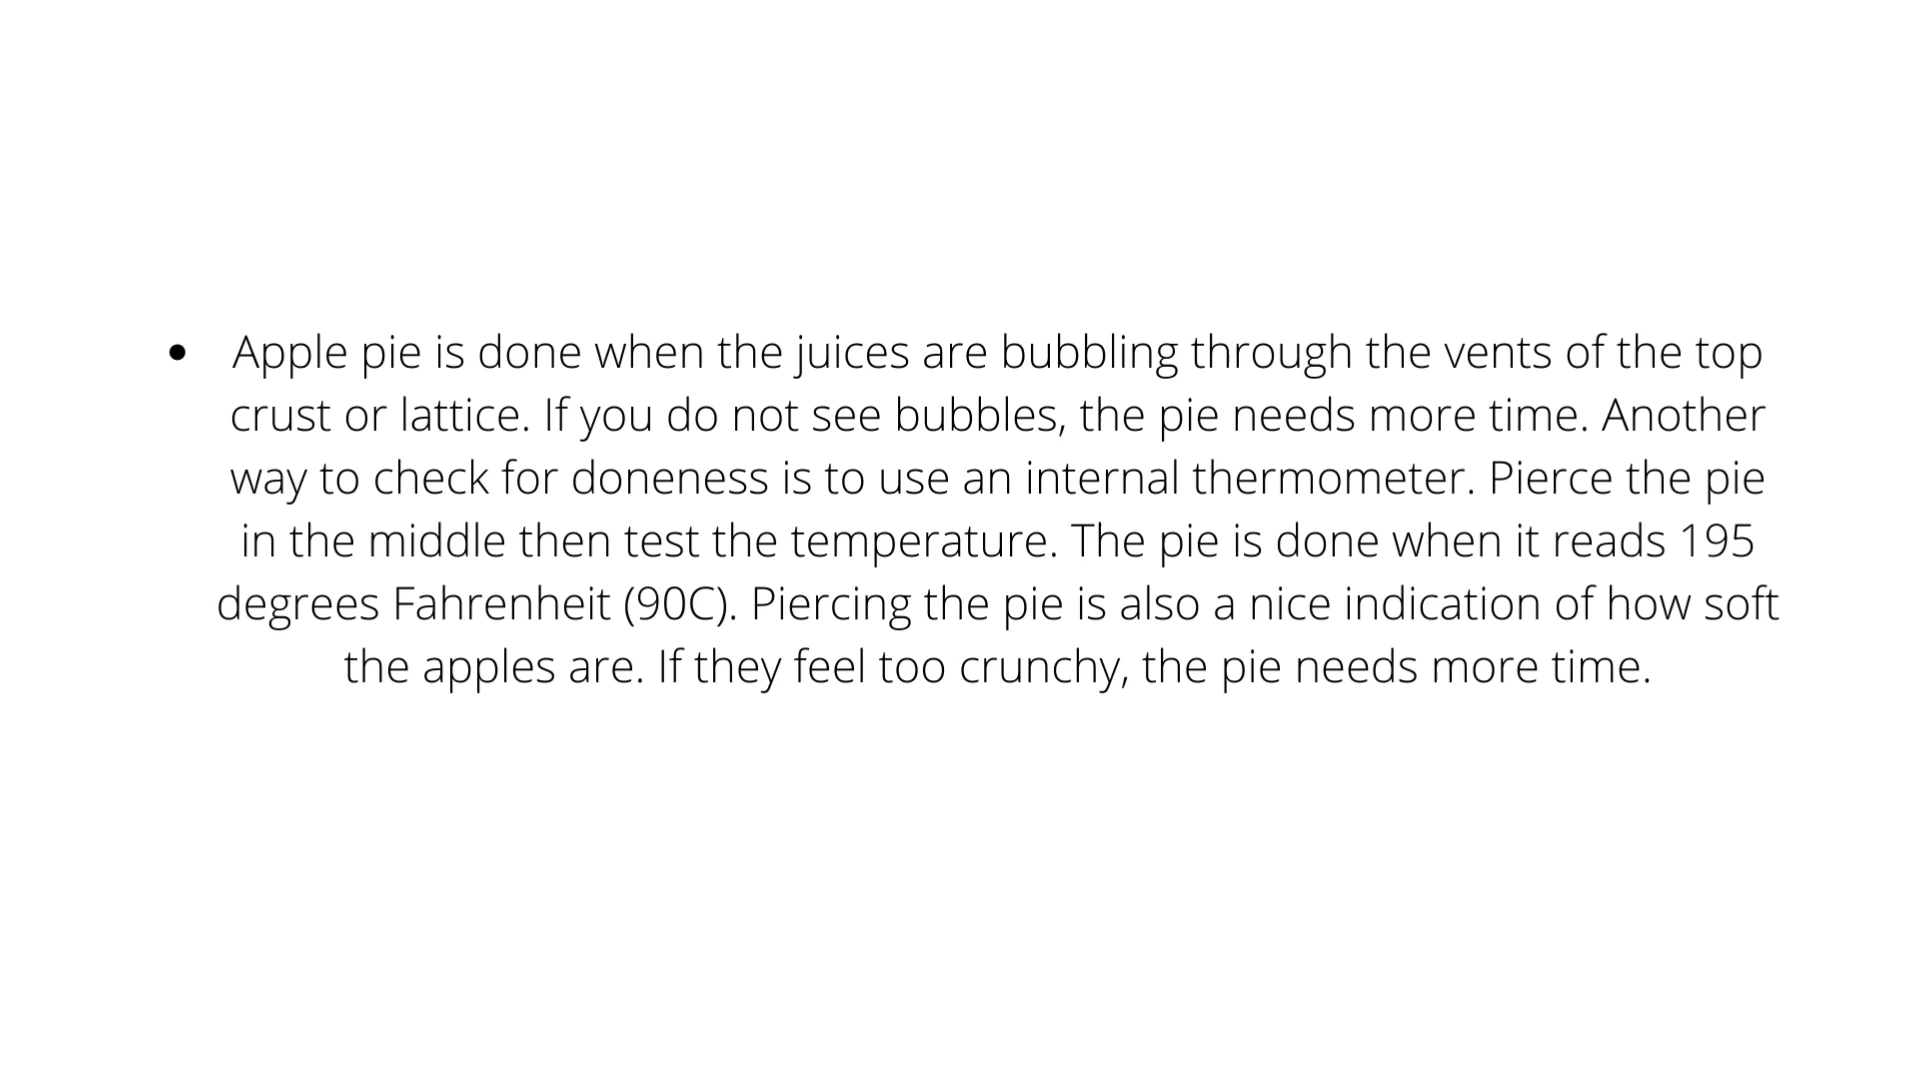 • Apple pie is done when the juices are bubbling through the vents of the top
crust or lattice. If you do not see bubbles, the pie needs more time. Another
way to check for doneness is to use an internal thermometer. Pierce the pie
in the middle then test the temperature. The pie is done when it reads 195
degrees Fahrenheit (90C). Piercing the pie is also a nice indication of how soft
the apples are. If they feel too crunchy, the pie needs more time.